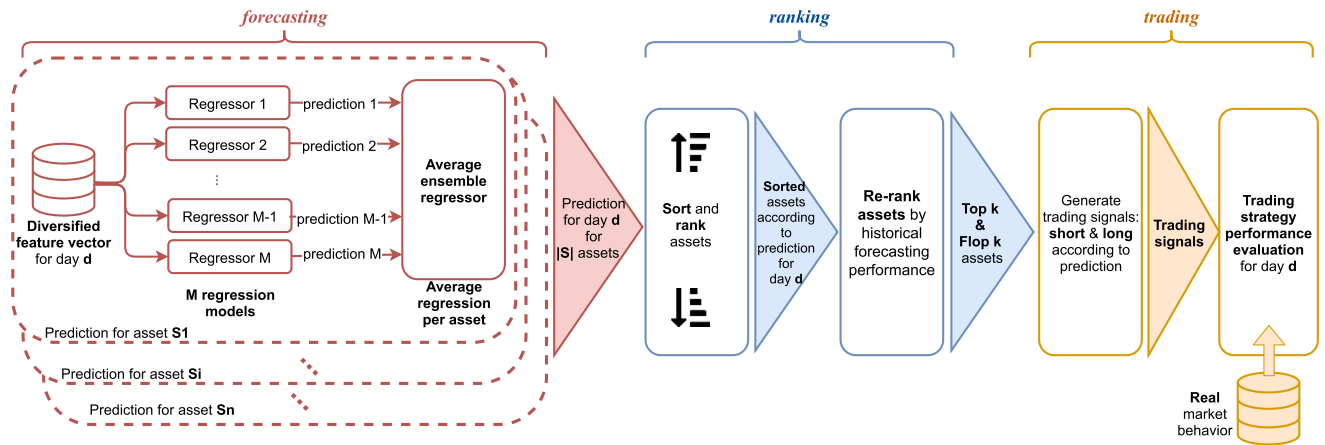 forecasting
ranking
trading
Regressor 1
prediction 1
Regressor 2
prediction 2
...
Regressor M-1
prediction M-1
Regressor M
prediction M
Diversified
feature vector
for day d
M regression
models
Average
ensemble
regressor
Average
regression
per asset
Prediction for asset S1
Prediction for asset Si
Prediction for asset Sn
Prediction
for day d
for
|S| assets
Sort and
rank
assets
Sorted
assets
according
to
prediction
for
day d
Re-rank
assets by
historical
forecasting
performance
Top k
&
Flop k
assets
Generate
trading signals:
short & long
according to
prediction
Trading
signals
Trading
strategy
performance
evaluation
for day d
Real
market
behavior